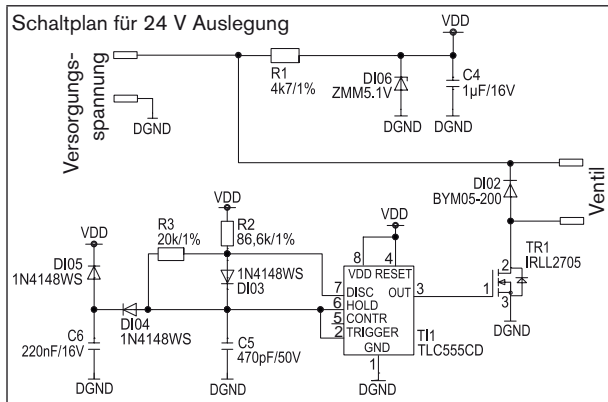 Schaltplan für 24 V Auslegung
Versorgungs-
spannung
DGND
R1
4k7/1%
DI06
ZMM5.1V
DGND
VDD
C4
1µF/16V
DGND
DI02
BYM05-200
Ventil
VDD
DI05
1N4148WS
R3
20k/1%
VDD
R2
86,6k/1%
1N4148WS
DI03
DI04
1N4148WS
C6
220nF/16V
DGND
C5
470pF/50V
DGND
VDD
8
4
VDD RESET
7
DISC
OUT
3
6
HOLD
5
CONTR
2
TRIGGER
GND
1
DGND
TI1
TLC555CD
TR1
IRLL2705
2
1
3
DGND